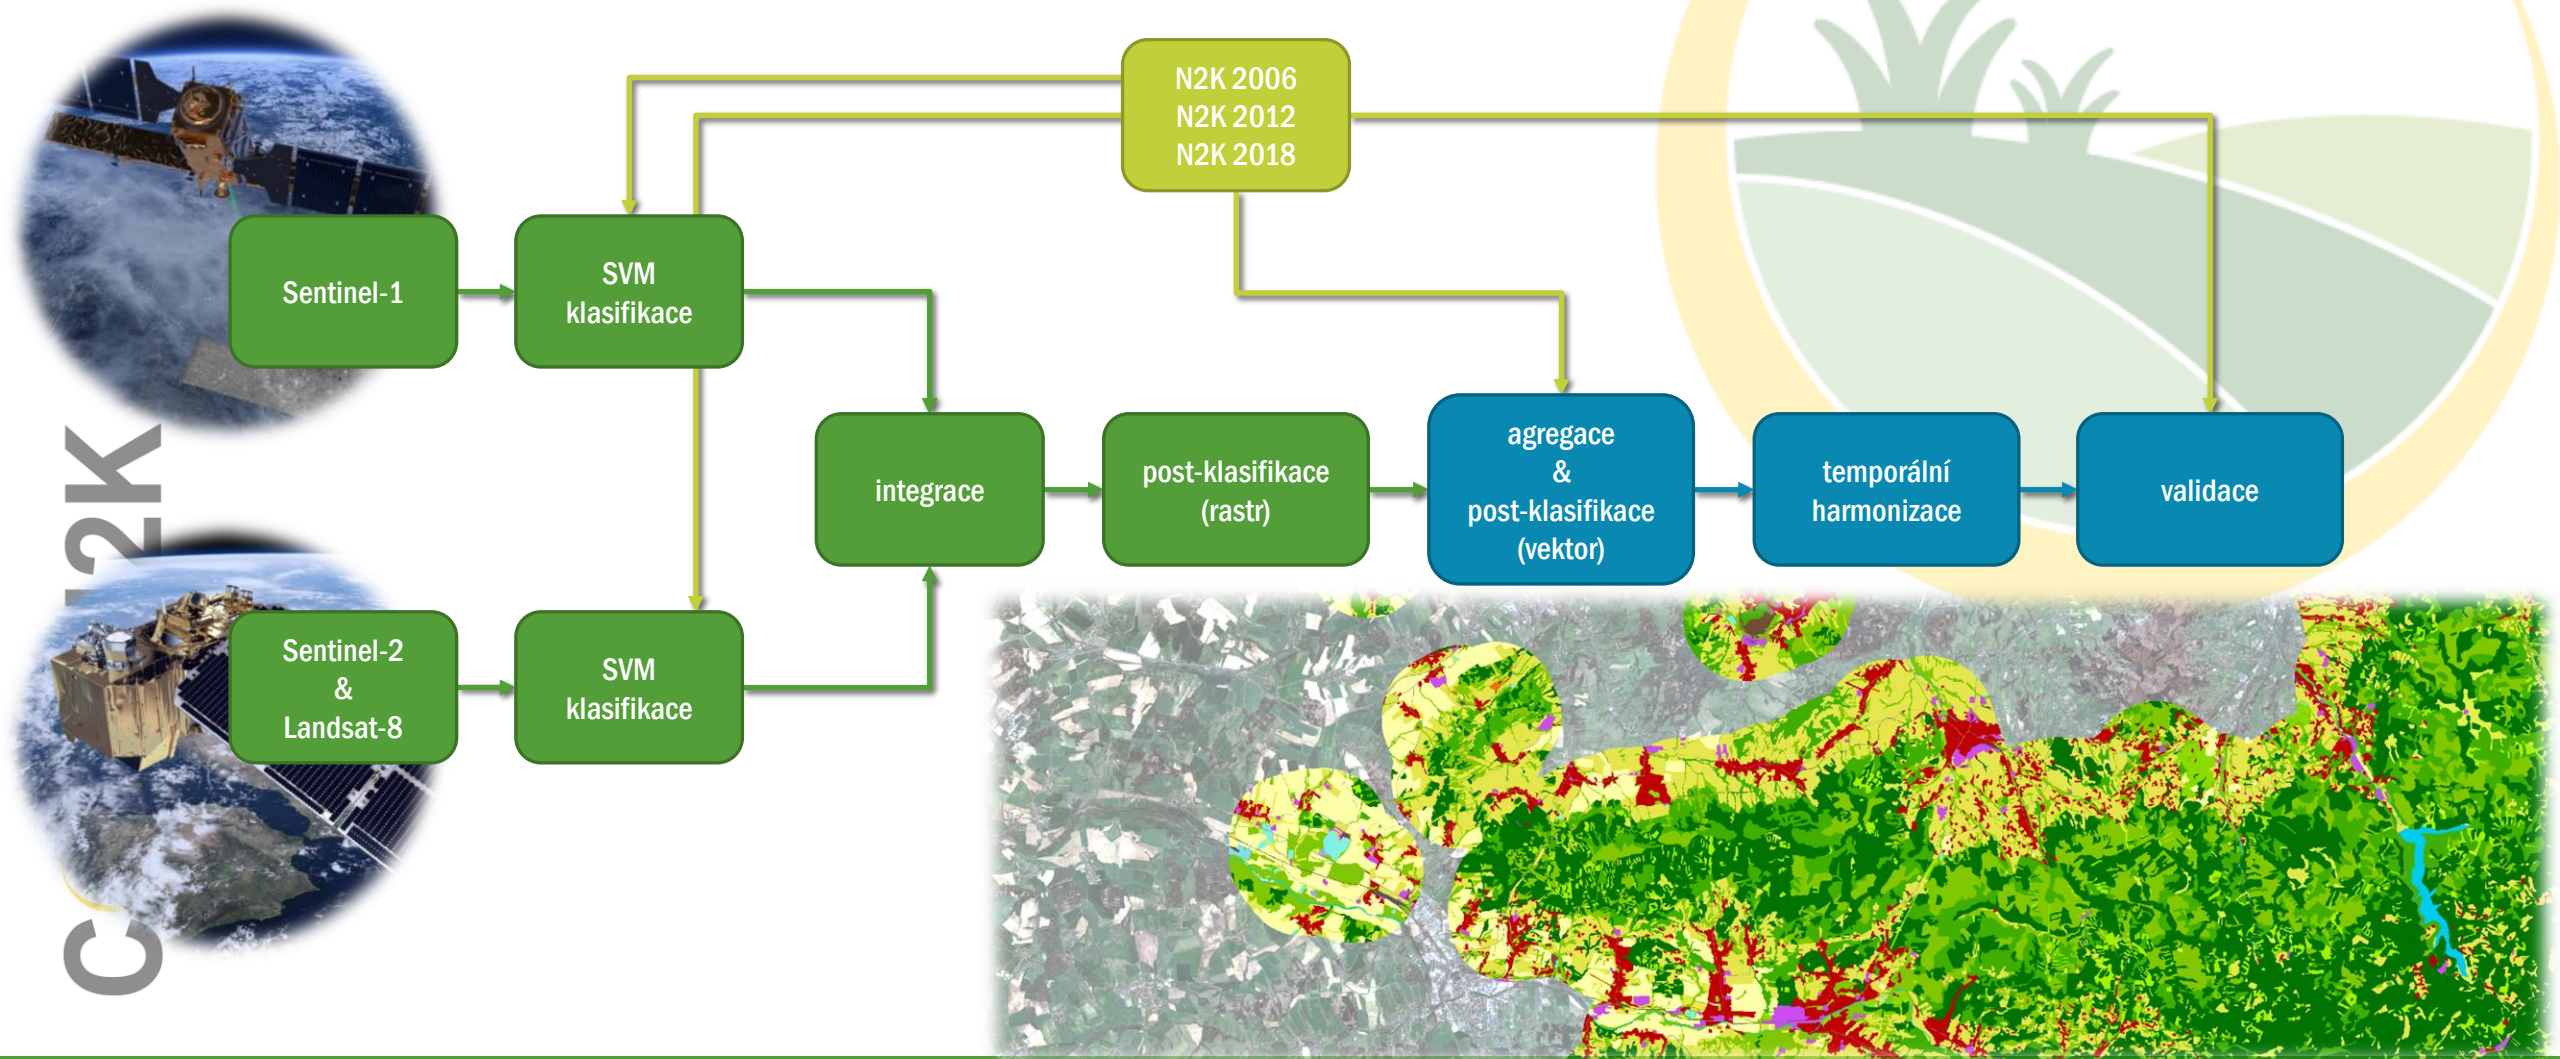 N2K 2006
N2K 2012
N2K 2018
Sentinel-1
SVM
klasifikace
integrace
post-klasifikace
(rastr)
agregace
&
post-klasifikace
(vektor)
temporální
harmonizace
validace
Sentinel-2
&
Landsat-8
SVM
klasifikace